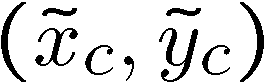 (x̃_c, ỹ_c)